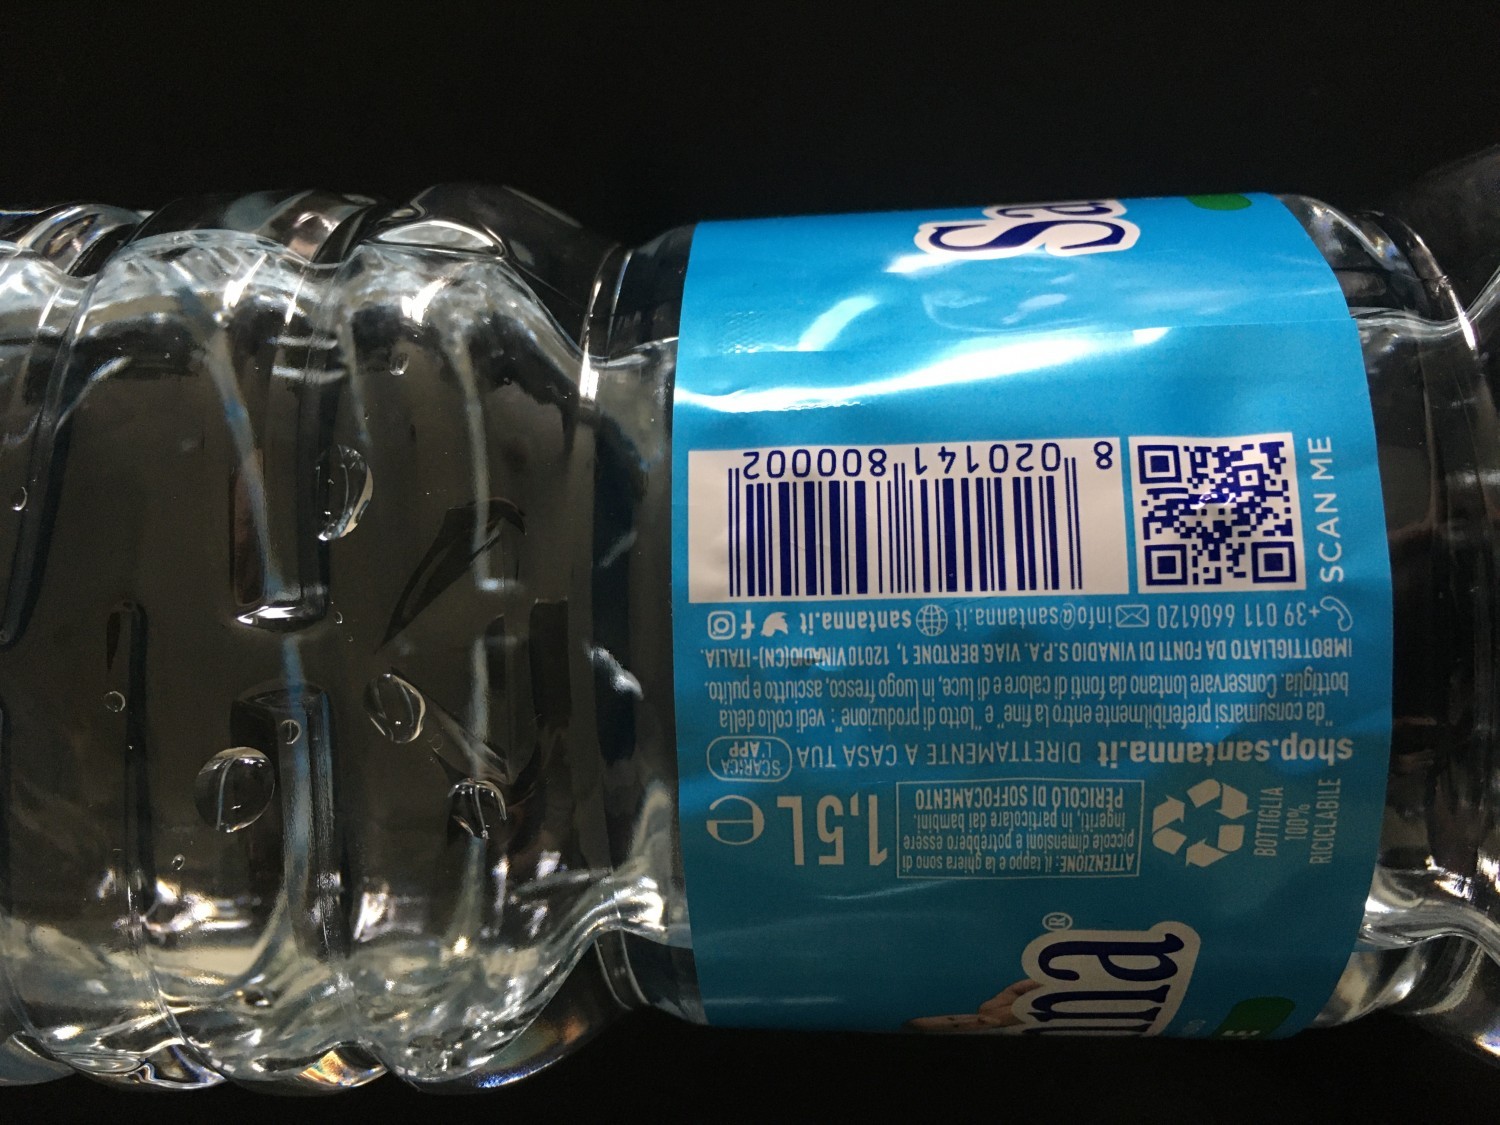 Sa
8 020141 800002
SCAN ME
+39 011 6606120 info@santanna.it santanna.it
IMBOTTIGLIATO DA FONTI DI VINADIO S.P.A. VIA G. BERTONE, 1, 12010 VINADIO (CN)-ITALIA.
"da consumarsi preferibilmente entro la fine" e "lotto di produzione": vedi collo della
bottiglia. Conservare lontano da fonti di calore e di luce, in luogo fresco, asciutto e pulito.
shop.santanna.it DIRETTAMENTE A CASA TUA
SCARICA
L'APP
BOTTIGLIA
100%
RICICLABILE
ATTENZIONE: il tappo e la ghiera sono di
piccole dimensioni e potrebbero essere
ingeriti, in particolare dai bambini.
PERICOLO DI SOFFOCAMENTO
1,5L e
nna®